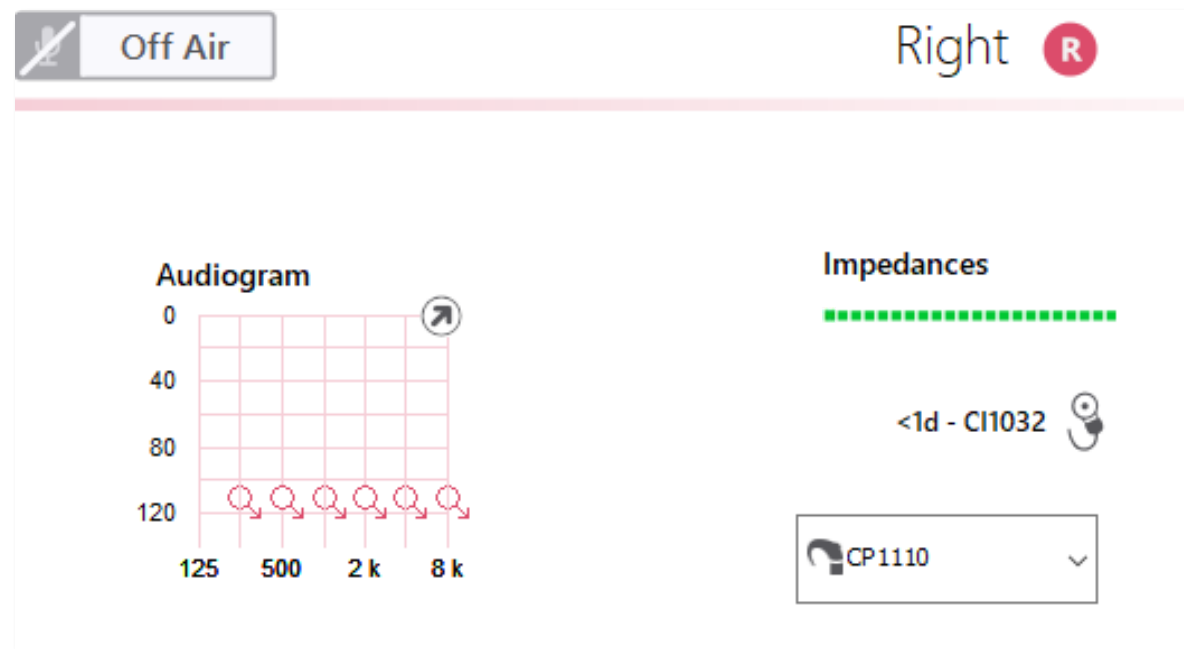 Off Air
Right R
Audiogram
Impedances
0
40
<1d - CI1032
80
120
CP1110
125 500 2 k 8 k